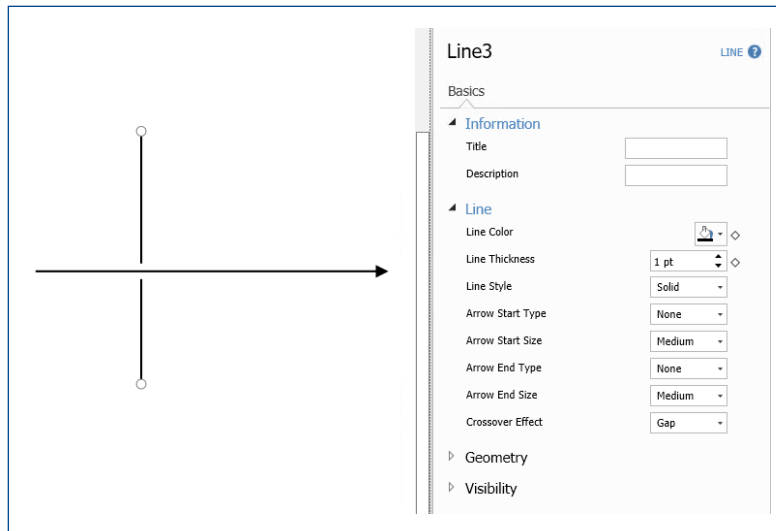 Line3 LINE ?
Basics
Information
Title
Description
Line
Line Color
Line Thickness 1 pt
Line Style Solid
Arrow Start Type None
Arrow Start Size Medium
Arrow End Type None
Arrow End Size Medium
Crossover Effect Gap
Geometry
Visibility